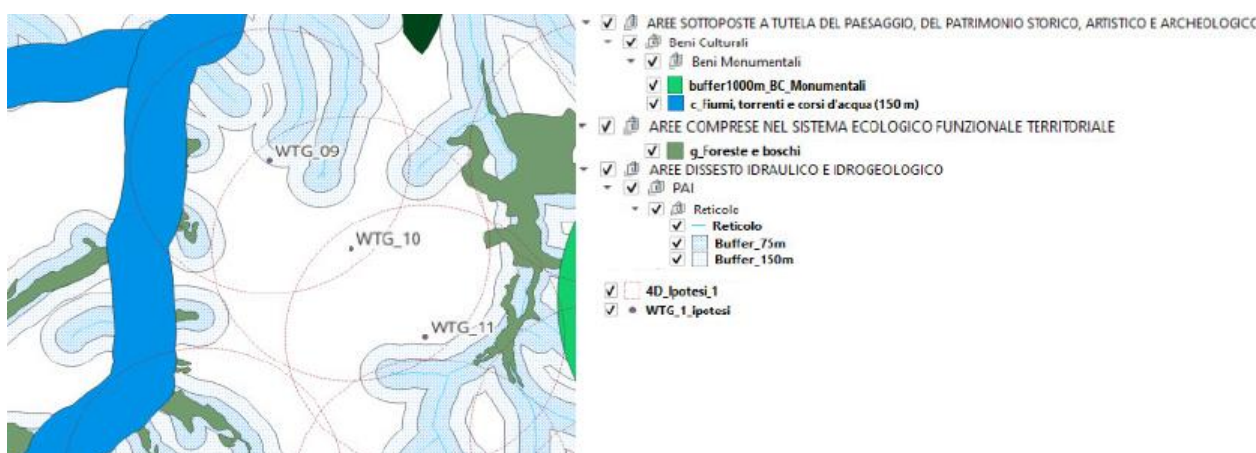 WTG_09
WTG_10
WTG_11
AREE SOTTOPOSTE A TUTELA DEL PAESAGGIO, DEL PATRIMONIO STORICO, ARTISTICO E ARCHEOLOGICO
Beni Culturali
Beni Monumentali
buffer1000m_BC_Monumentali
c_fiumi, torrenti e corsi d'acqua (150 m)
AREE COMPRESE NEL SISTEMA ECOLOGICO FUNZIONALE TERRITORIALE
g_Foreste e boschi
AREE DISSESTO IDRAULICO E IDROGEOLOGICO
PAI
Reticolo
Reticolo
Buffer_75m
Buffer_150m
4D_Ipotesi_1
WTG_1_ipotesi